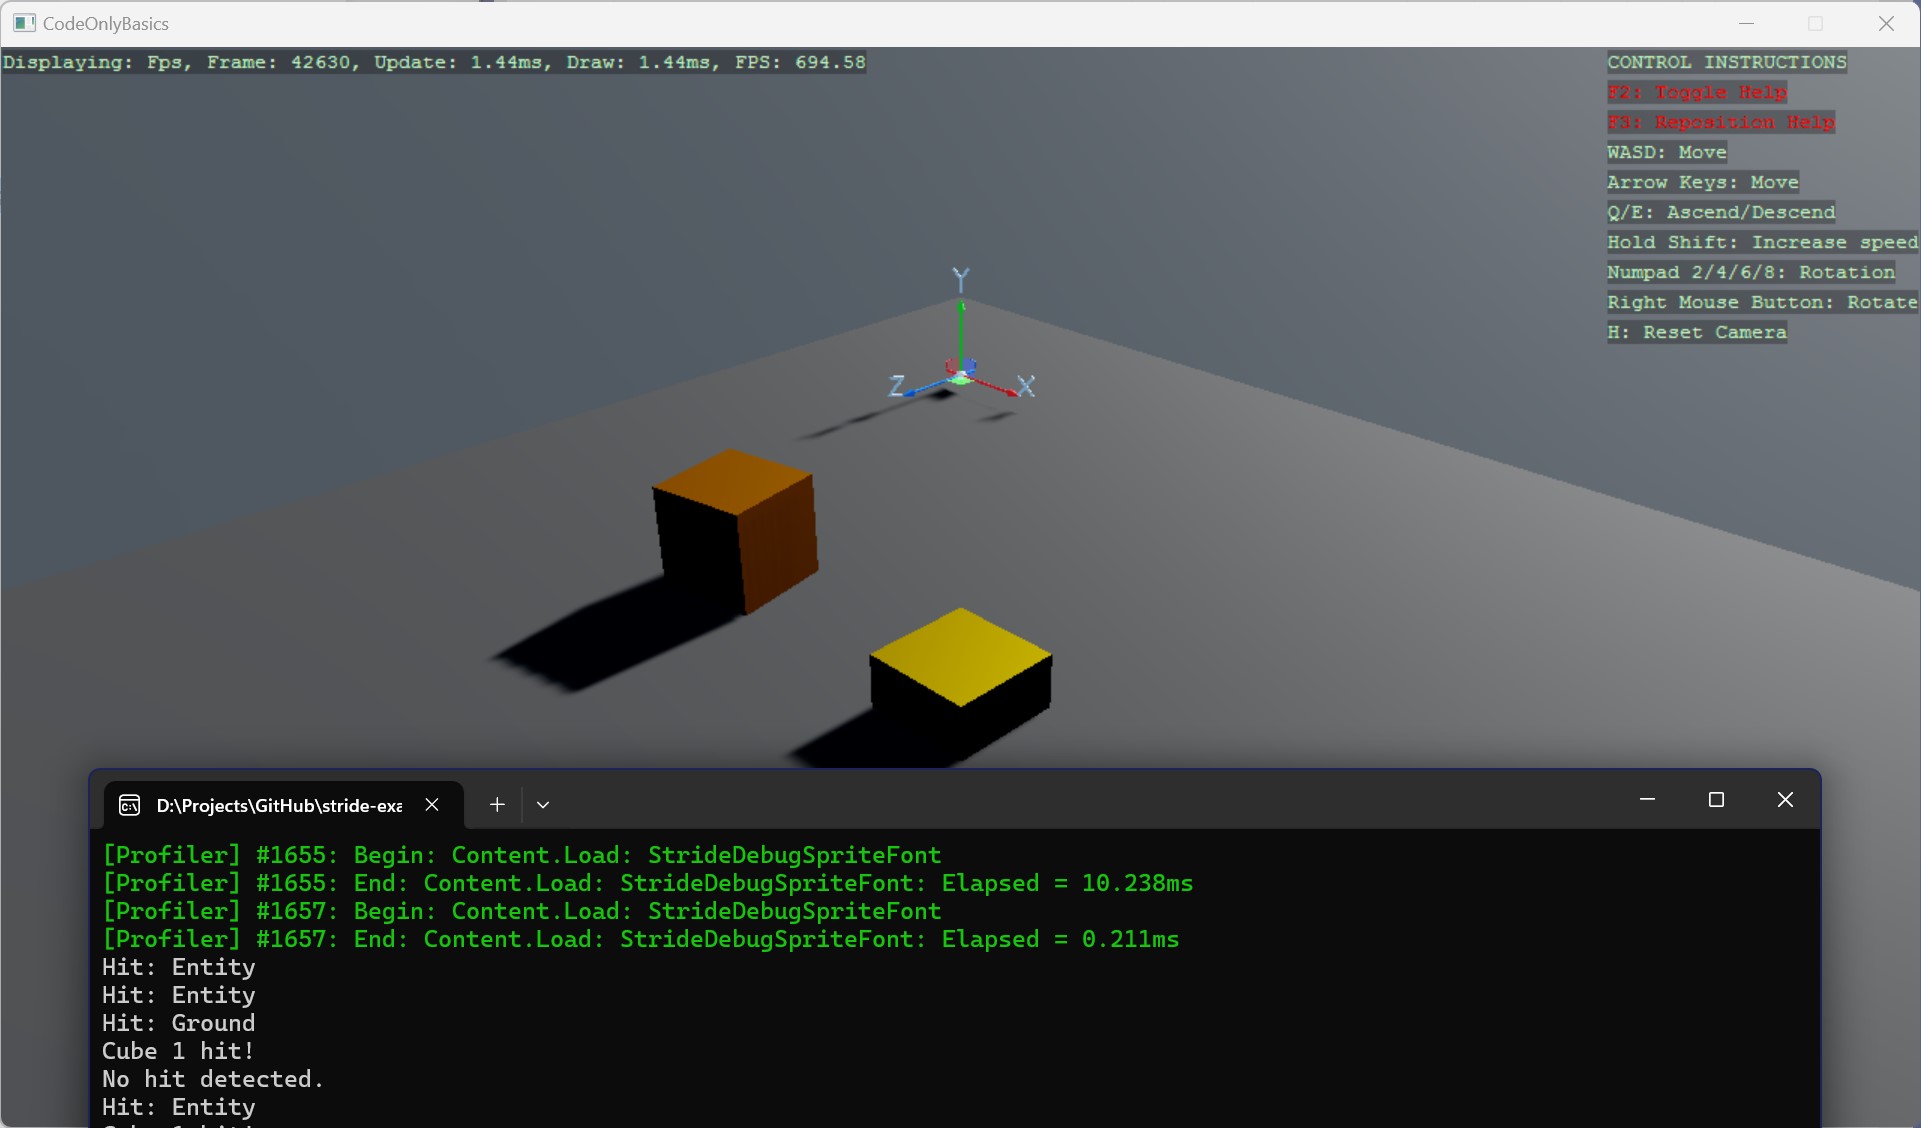 CodeOnlyBasics
Displaying: Fps, Frame: 42630, Update: 1.44ms, Draw: 1.44ms, FPS: 694.58
CONTROL INSTRUCTIONS
F2: Toggle Help
F3: Reposition Help
WASD: Move
Arrow Keys: Move
Q/E: Ascend/Descend
Hold Shift: Increase speed
Numpad 2/4/6/8: Rotation
Right Mouse Button: Rotate
H: Reset Camera
Y
Z
X
D:\Projects\GitHub\stride-exa
[Profiler] #1655: Begin: Content.Load: StrideDebugSpriteFont
[Profiler] #1655: End: Content.Load: StrideDebugSpriteFont: Elapsed = 10.238ms
[Profiler] #1657: Begin: Content.Load: StrideDebugSpriteFont
[Profiler] #1657: End: Content.Load: StrideDebugSpriteFont: Elapsed = 0.211ms
Hit: Entity
Hit: Entity
Hit: Ground
Cube 1 hit!
No hit detected.
Hit: Entity